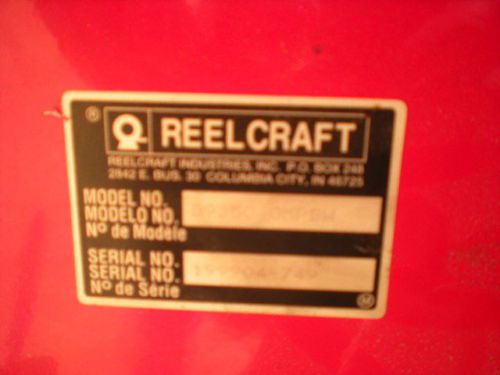 ®
REELCRAFT
REELCRAFT INDUSTRIES, INC. P.O. BOX 248
2842 E. BUS. 30 COLUMBIA CITY, IN 46725
MODEL NO.
MODELO NO.
Nº de Modèle
SERIAL NO.
SERIAL NO.
Nº de Série
M